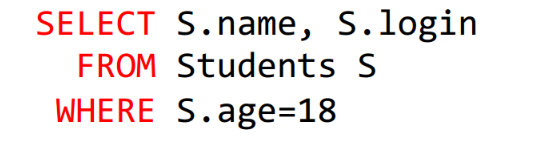 SELECT S.name, S.login
FROM Students S
WHERE S.age=18